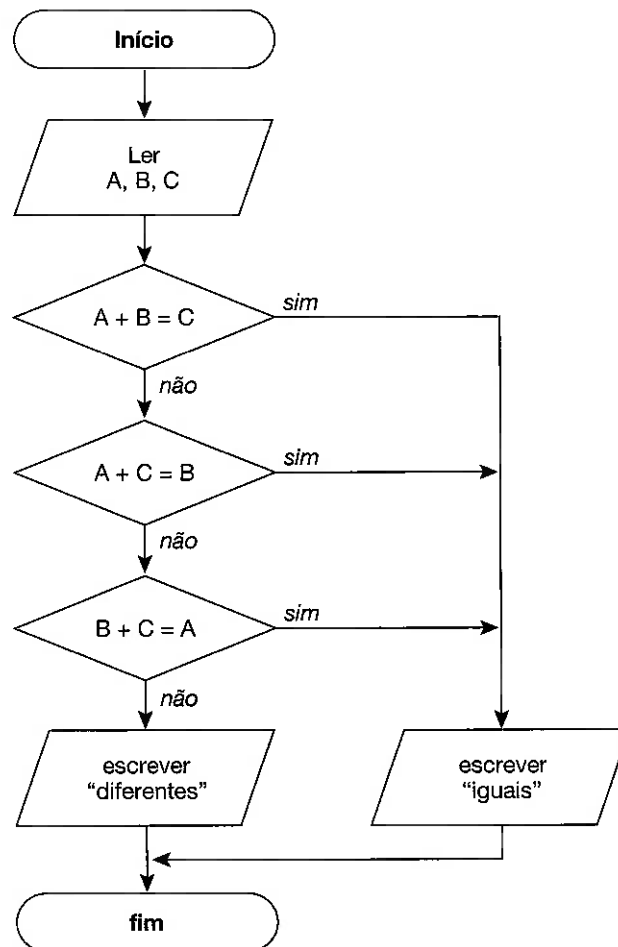 Início
Ler
A, B, C
A + B = C
sim
não
A + C = B
sim
não
B + C = A
sim
não
escrever
"diferentes"
escrever
"iguais"
fim